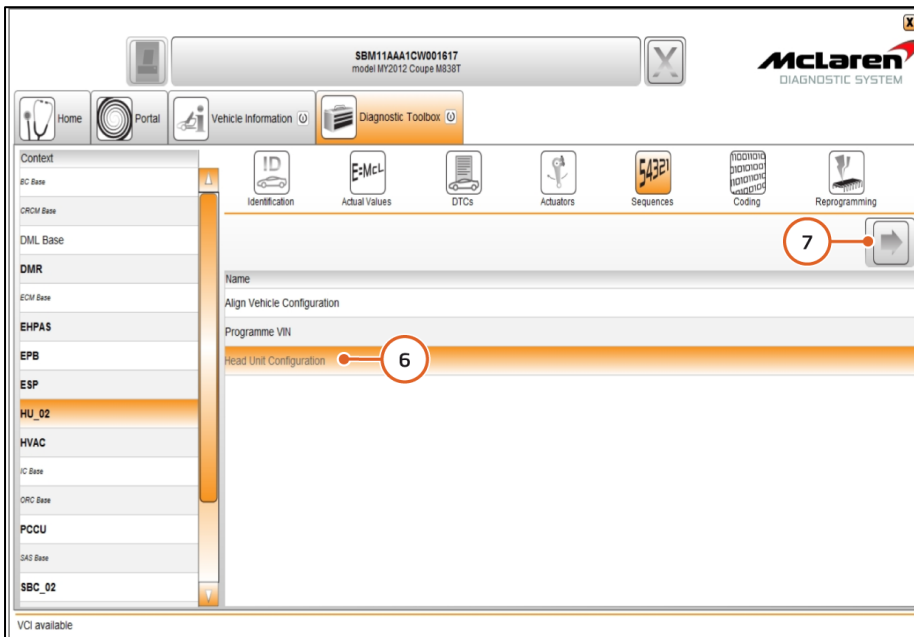 X
SBM11AAA1CW001617
model MY2012 Coupe M838T
X
McLaren
DIAGNOSTIC SYSTEM
Home
Portal
Vehicle Information
Diagnostic Toolbox
Context
BC Base
CRCM Base
DML Base
DMR
ECM Base
EHPAS
EPB
ESP
HU_02
HVAC
IC Base
ORC Base
PCCU
SAS Base
SBC_02
ID
Identification
E=McL
Actual Values
DTCs
Actuators
54321
Sequences
Coding
Reprogramming
7
Name
Align Vehicle Configuration
Programme VIN
Head Unit Configuration
6
VCI available